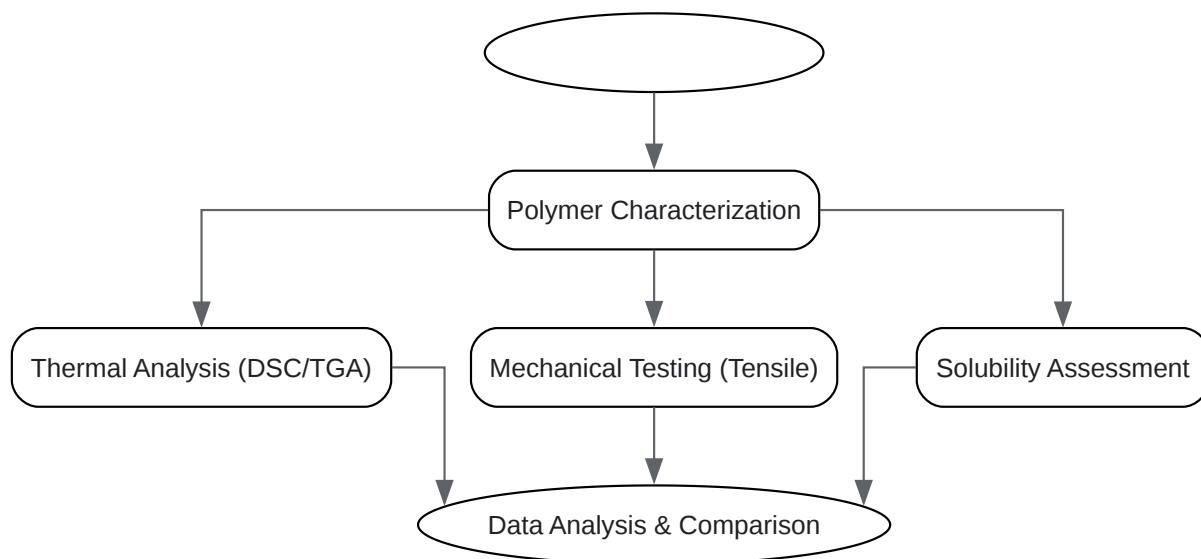 Polymer Characterization
Thermal Analysis (DSC/TGA)
Mechanical Testing (Tensile)
Solubility Assessment
Data Analysis & Comparison